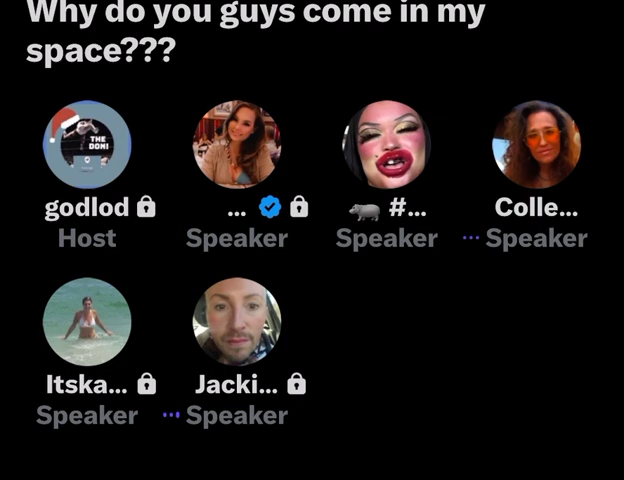 Why do you guys come in my
space???
THE
DON!
godlod
...
#...
Colle...
Host
Speaker
Speaker
Speaker
Itska...
Jacki...
Speaker
Speaker